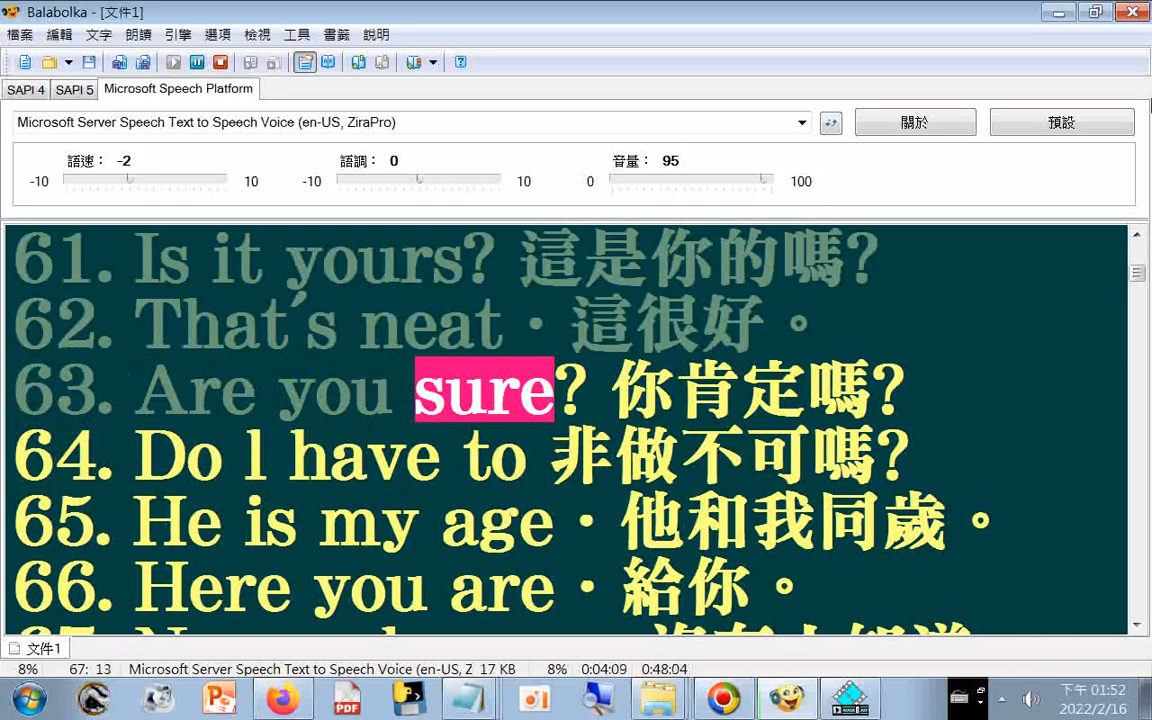 Balabolka - [文件1]
檔案 編輯 文字 朗讀 引擎 選項 檢視 工具 書籤 說明
SAPI 4 SAPI 5 Microsoft Speech Platform
Microsoft Server Speech Text to Speech Voice (en-US, ZiraPro) 關於 預設
語速： -2 語調： 0 音量： 95
-10 10 -10 10 0 100
61. Is it yours? 這是你的嗎?
62. That's neat．這很好。
63. Are you sure? 你肯定嗎?
64. Do l have to 非做不可嗎?
65. He is my age．他和我同歲。
66. Here you are．給你。
文件1
8% 67: 13 Microsoft Server Speech Text to Speech Voice (en-US, Z 17 KB 8% 0:04:09 0:48:04
下午 01:52
2022/2/16